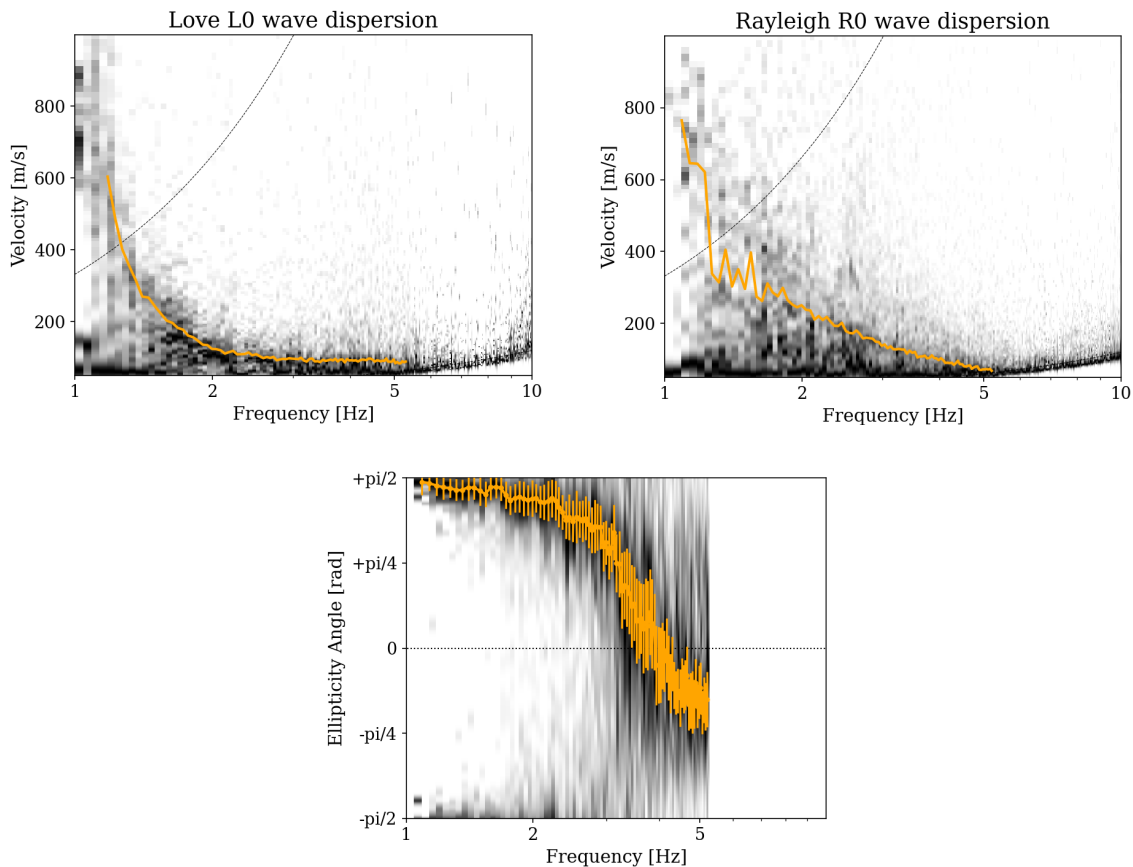 Love L0 wave dispersion
Velocity [m/s]
800
600
400
200
1
2
5
10
Frequency [Hz]
Rayleigh R0 wave dispersion
Velocity [m/s]
800
600
400
200
1
2
5
10
Frequency [Hz]
Ellipticity Angle [rad]
+pi/2
+pi/4
0
-pi/4
-pi/2
1
2
5
Frequency [Hz]